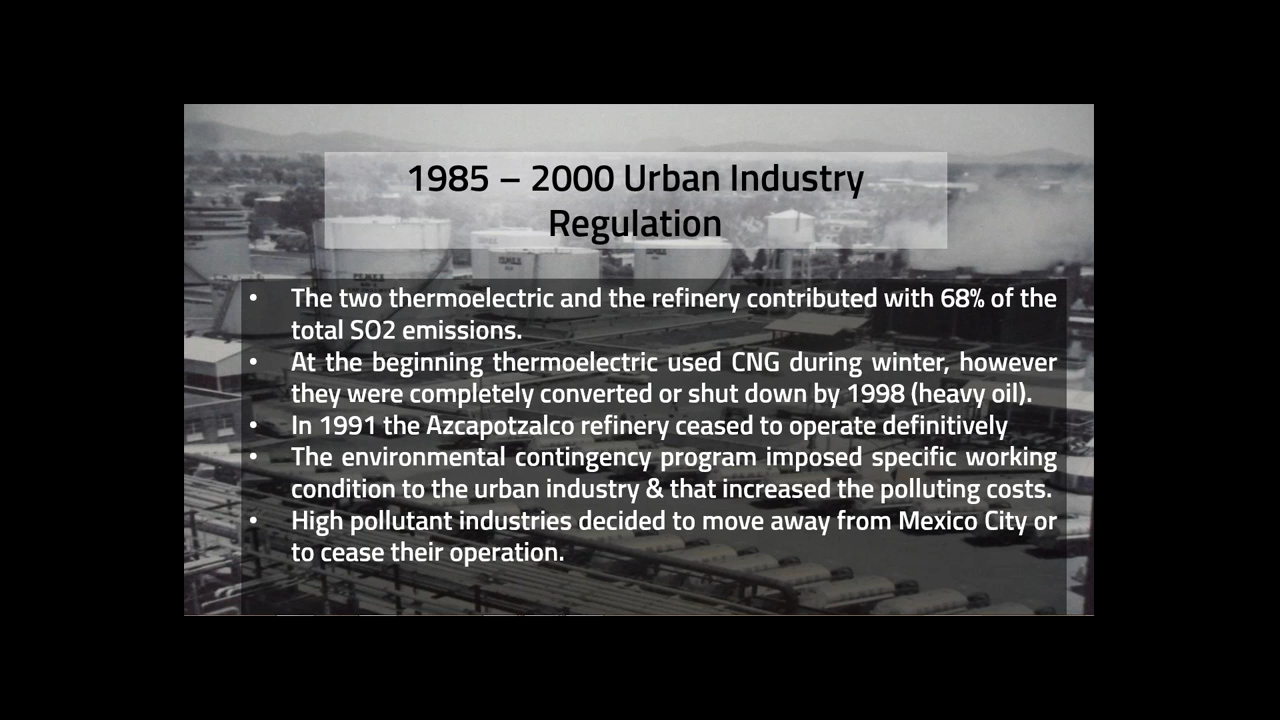 1985 – 2000 Urban Industry
Regulation
PEMEX
• The two thermoelectric and the refinery contributed with 68% of the
total SO2 emissions.
• At the beginning thermoelectric used CNG during winter, however
they were completely converted or shut down by 1998 (heavy oil).
• In 1991 the Azcapotzalco refinery ceased to operate definitively
• The environmental contingency program imposed specific working
condition to the urban industry & that increased the polluting costs.
• High pollutant industries decided to move away from Mexico City or
to cease their operation.